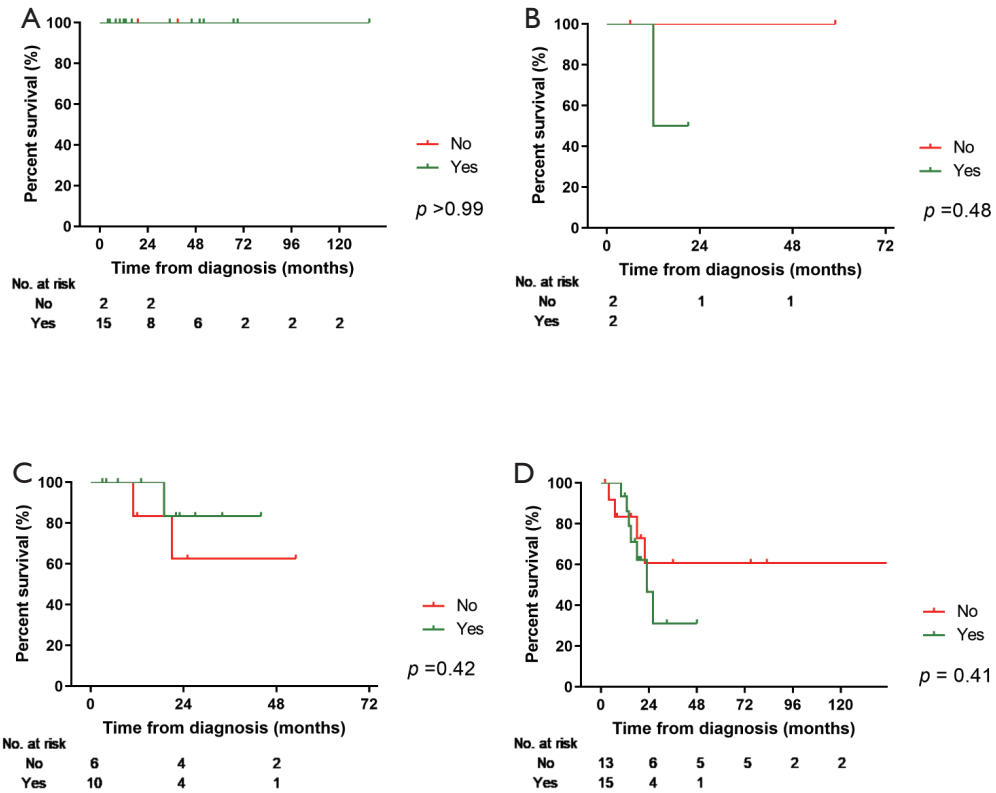 A
Percent survival (%)
100
80
60
40
20
0
0 24 48 72 96 120
Time from diagnosis (months)
No
Yes
p >0.99
No. at risk
No 2 2
Yes 15 8 6 2 2 2
B
Percent survival (%)
100
80
60
40
20
0
0 24 48 72
Time from diagnosis (months)
No
Yes
p =0.48
No. at risk
No 2 1 1
Yes 2
C
Percent survival (%)
100
80
60
40
20
0
0 24 48 72
Time from diagnosis (months)
No
Yes
p =0.42
No. at risk
No 6 4 2
Yes 10 4 1
D
Percent survival (%)
100
80
60
40
20
0
0 24 48 72 96 120
Time from diagnosis (months)
No
Yes
p = 0.41
No. at risk
No 13 6 5 5 2 2
Yes 15 4 1